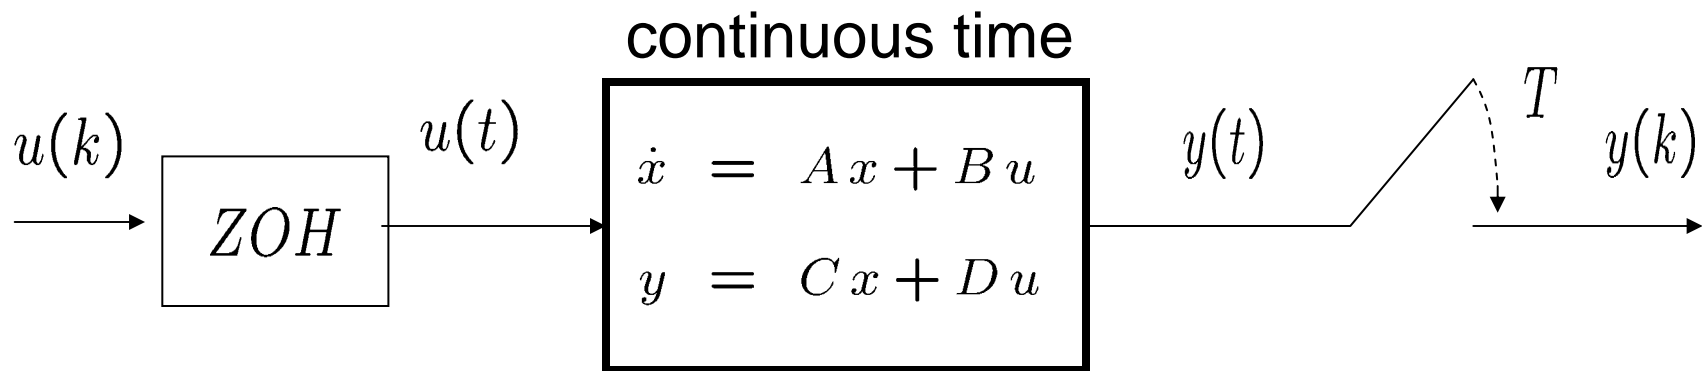 continuous time
u(k)
ZOH
u(t)
ẋ = A x + B u
y = C x + D u
y(t)
T
y(k)